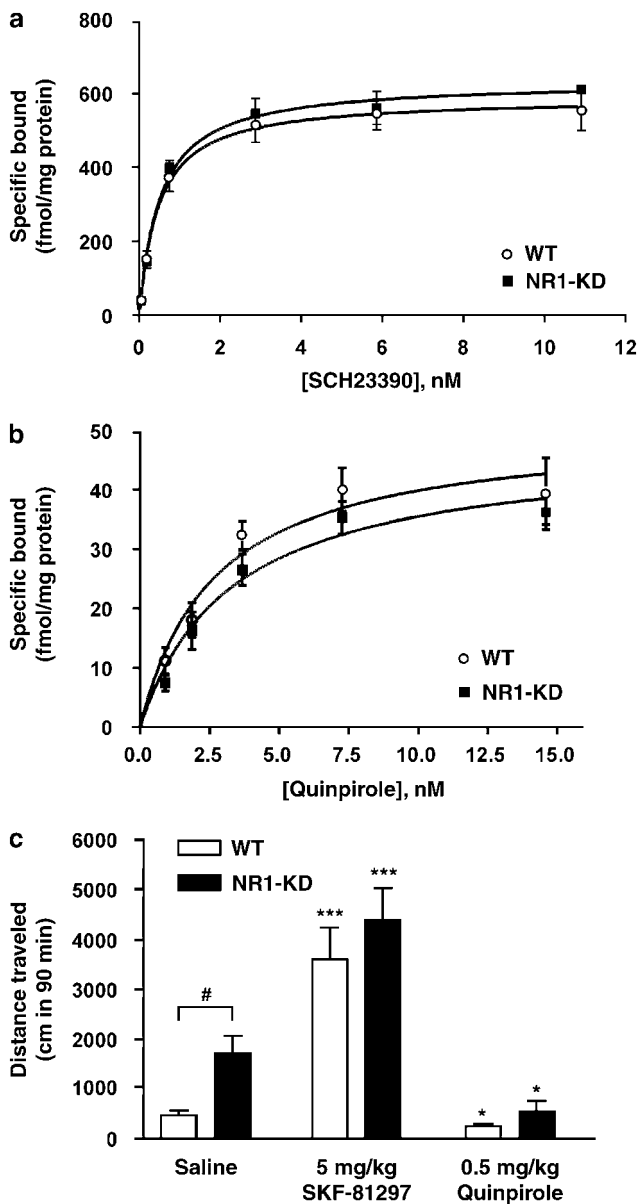 a
800
600
400
200
0
Specific bound
(fmol/mg protein)
WT
NR1-KD
0 2 4 6 8 10 12
[SCH23390], nM
b
50
40
30
20
10
0
Specific bound
(fmol/mg protein)
WT
NR1-KD
0.0 2.5 5.0 7.5 10.0 12.5 15.0
[Quinpirole], nM
c
6000
5000
4000
3000
2000
1000
0
Distance traveled
(cm in 90 min)
WT
NR1-KD
#
***
***
*
*
Saline
5 mg/kg
SKF-81297
0.5 mg/kg
Quinpirole